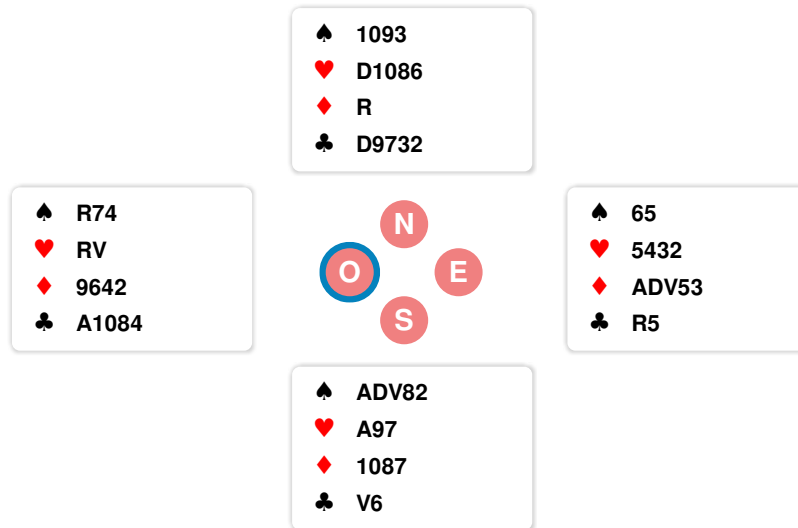 ♠ 1093
♥ D1086
♦ R
♣ D9732
♠ R74
♥ RV
♦ 9642
♣ A1084
N
O E
S
♠ 65
♥ 5432
♦ ADV53
♣ R5
♠ ADV82
♥ A97
♦ 1087
♣ V6